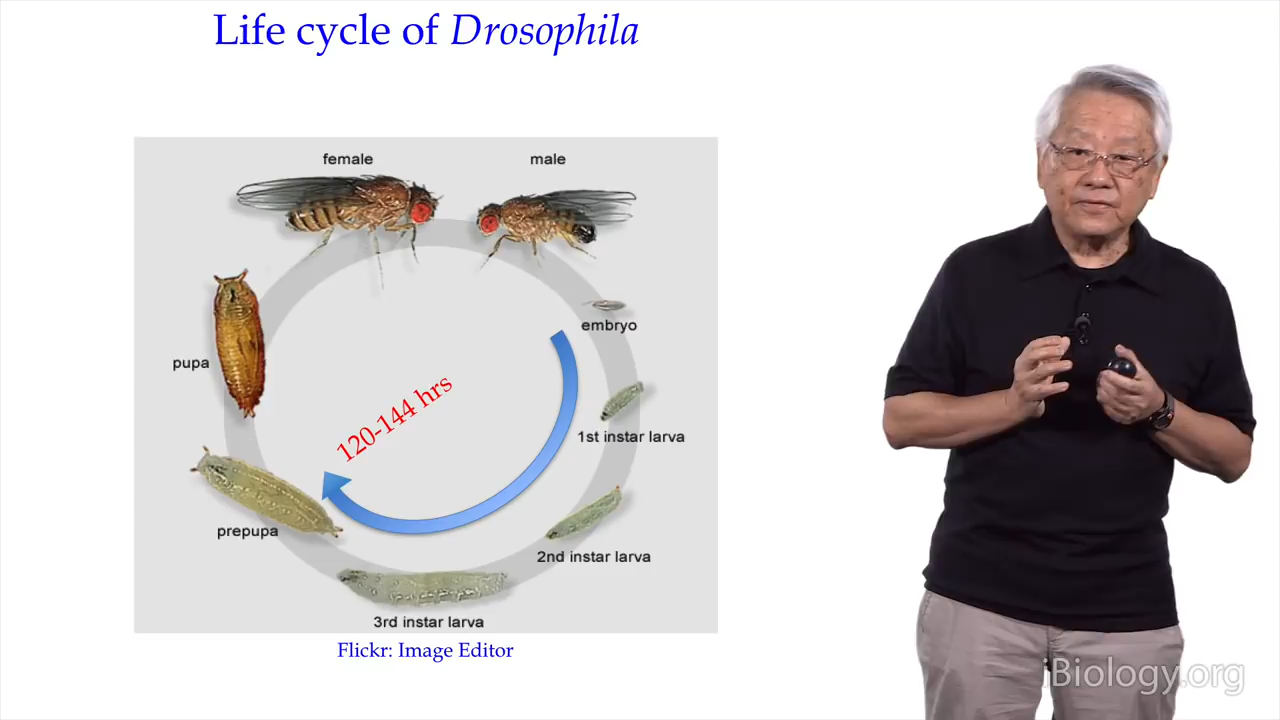 Life cycle of Drosophila
female
male
embryo
pupa
120-144 hrs
1st instar larva
prepupa
2nd instar larva
3rd instar larva
Flickr: Image Editor
iBiology.org